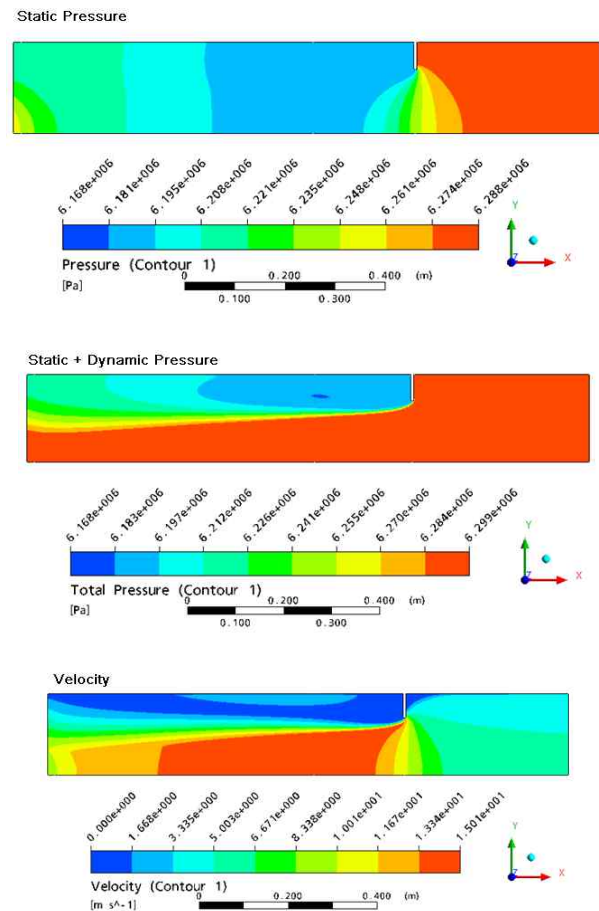 Static Pressure
6.168e+006 6.181e+006 6.195e+006 6.208e+006 6.221e+006 6.235e+006 6.248e+006 6.261e+006 6.274e+006 6.288e+006
Pressure (Contour 1)
[Pa]
0 0.200 0.400 (m)
0.100 0.300
Y
Z X
Static + Dynamic Pressure
6.168e+006 6.183e+006 6.197e+006 6.212e+006 6.226e+006 6.241e+006 6.255e+006 6.270e+006 6.284e+006 6.299e+006
Total Pressure (Contour 1)
[Pa]
0 0.200 0.400 (m)
0.100 0.300
Y
Z X
Velocity
0.000e+000 1.668e+000 3.335e+000 5.003e+000 6.671e+000 8.338e+000 1.001e+001 1.167e+001 1.334e+001 1.501e+001
Velocity (Contour 1)
[m s^-1]
0 0.200 0.400 (m)
0.100 0.300
Y
Z X